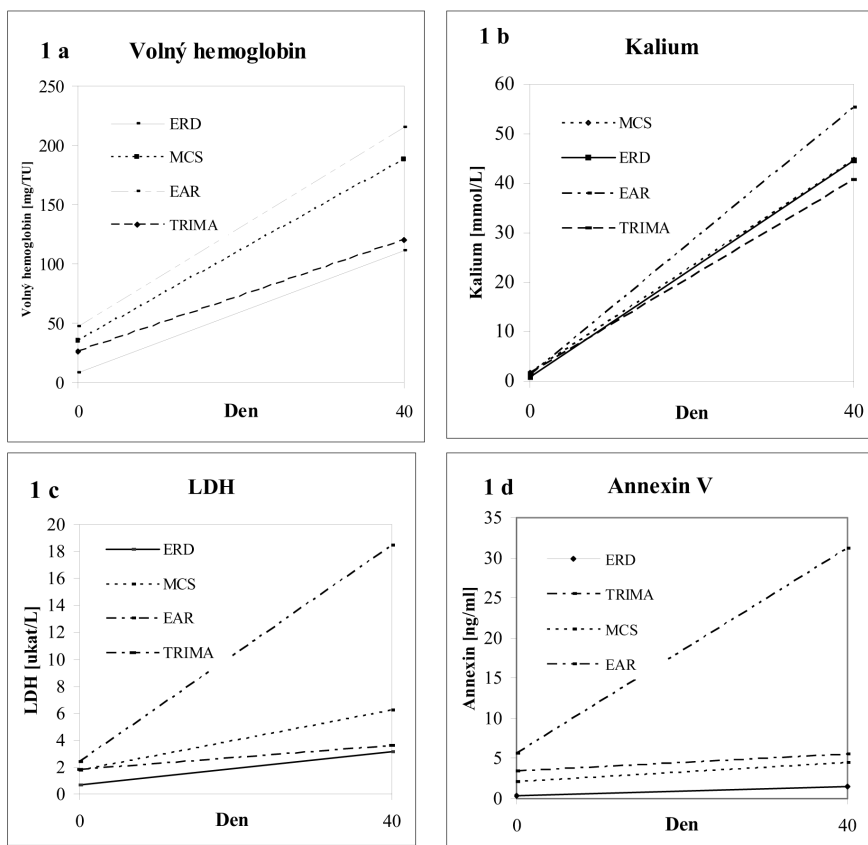 1 a Volný hemoglobin
Volný hemoglobin [mg/TU]
250
200
150
100
50
0
ERD
MCS
EAR
TRIMA
0 Den 40
1 b Kalium
Kalium [mmol/L]
60
50
40
30
20
10
0
MCS
ERD
EAR
TRIMA
0 Den 40
1 c LDH
LDH [ukat/L]
20
18
16
14
12
10
8
6
4
2
0
ERD
MCS
EAR
TRIMA
0 Den 40
1 d Annexin V
Annexin [ng/ml]
35
30
25
20
15
10
5
0
ERD
TRIMA
MCS
EAR
0 Den 40